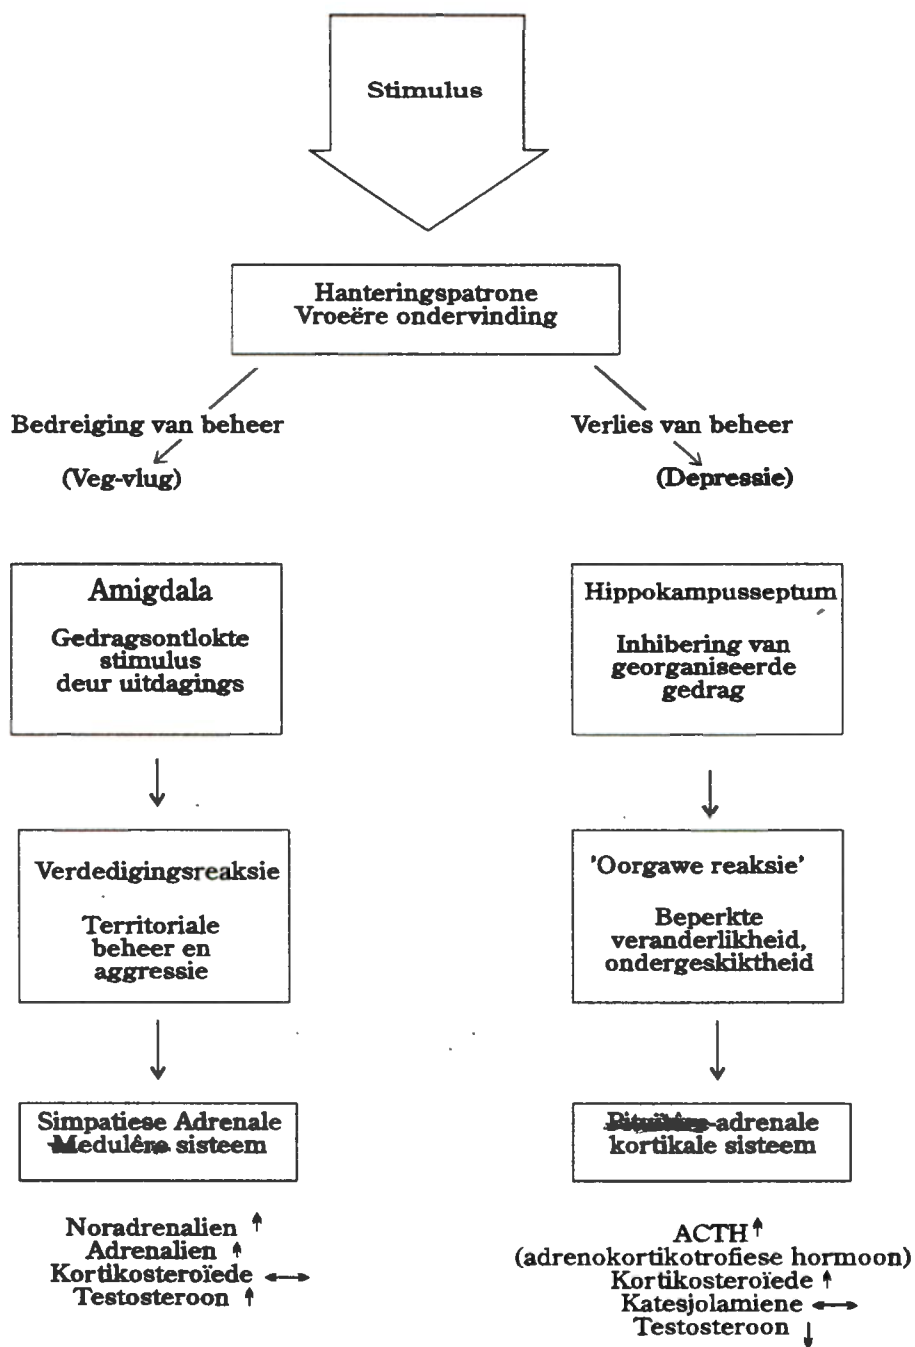 Stimulus
Hanteringspatrone
Vroeëre ondervinding
Bedreiging van beheer
(Veg-vlug)
Verlies van beheer
(Depressie)
Amigdala
Gedragsontlokte
stimulus
deur uitdagings
Hippokampusseptum
Inhibering van
georganiseerde
gedrag
Verdedigingsreaksie
Territoriale
beheer en
aggressie
'Oorgawe reaksie'
Beperkte
veranderlikheid,
ondergeskiktheid
Simpatiese Adrenale
Medulêre sisteem
-adrenale
kortikale sisteem
Noradrenalien ↑
Adrenalien ↑
Kortikosteroïede ↔
Testosteroon ↑
ACTH ↑
(adrenokortikotrofiese hormoon)
Kortikosteroïede ↑
Katesjolamiene ↔
Testosteroon ↓